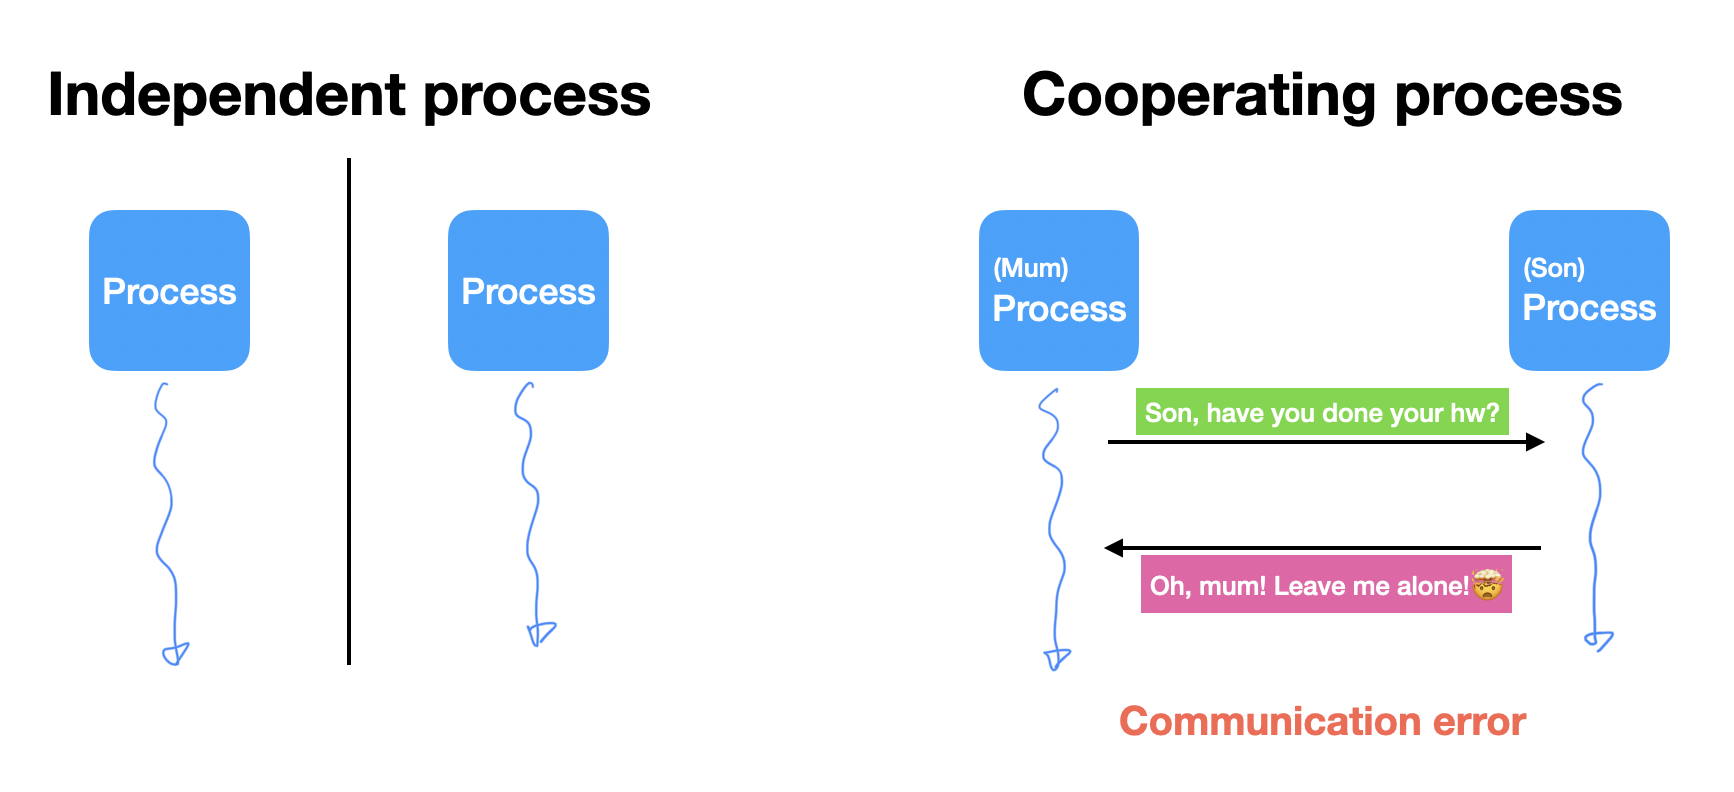 Independent process
Process
Process
Cooperating process
(Mum)
Process
(Son)
Process
Son, have you done your hw?
Oh, mum! Leave me alone!🤯
Communication error